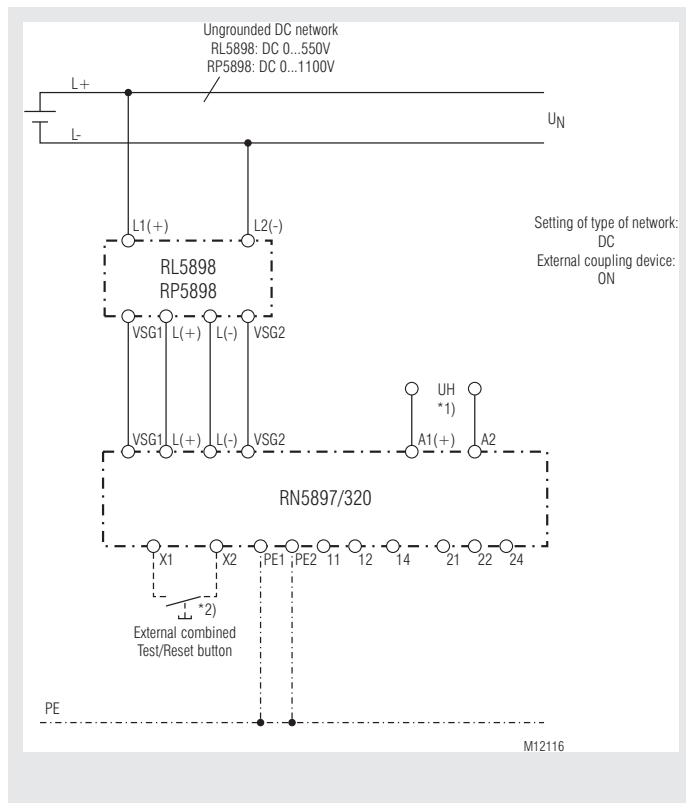 Ungrounded DC network
RL5898: DC 0...550V
RP5898: DC 0...1100V
L+
UN
L-
L1(+) L2(-)
Setting of type of network:
DC
External coupling device:
ON
RL5898
RP5898
VSG1 L(+) L(-) VSG2
UH
*1)
VSG1 L(+) L(-) VSG2 A1(+) A2
RN5897/320
X1 X2 PE1 PE2 11 12 14 21 22 24
*2)
External combined
Test/Reset button
PE
M12116